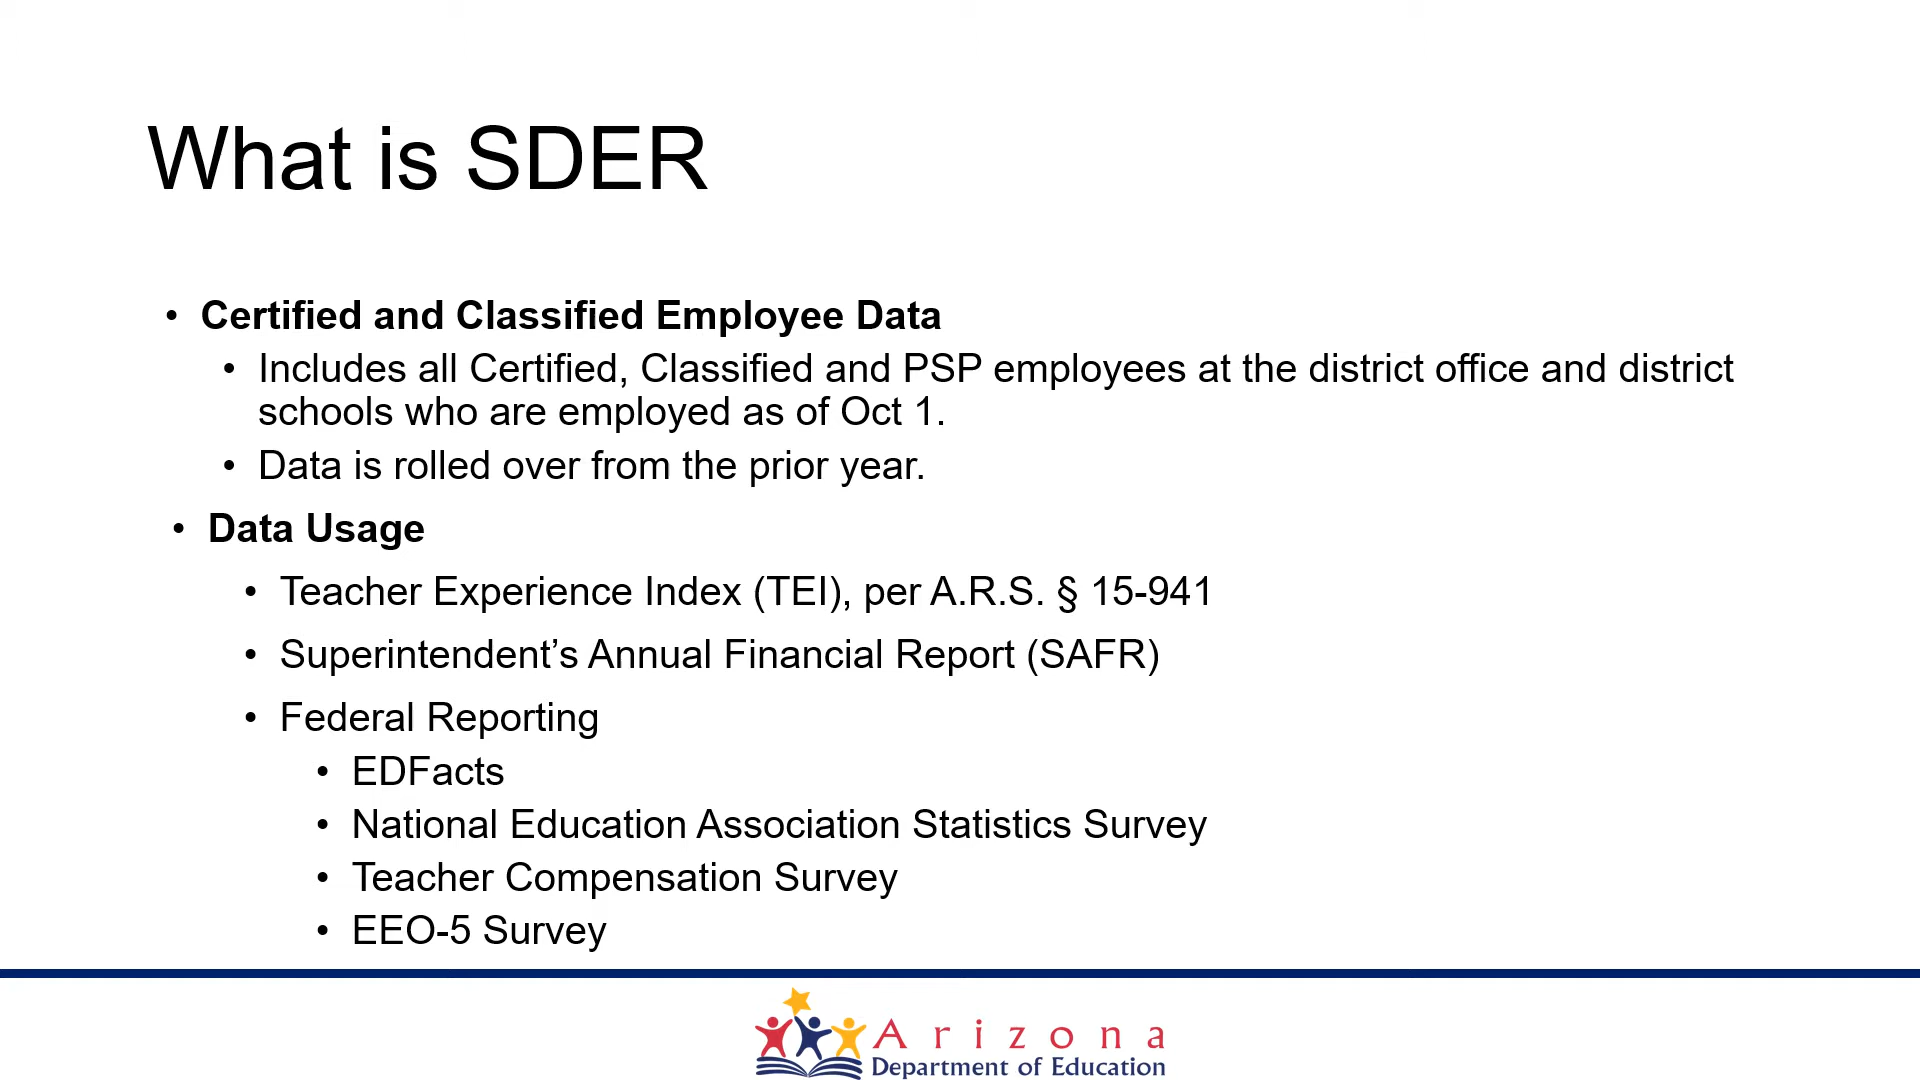 What is SDER
• Certified and Classified Employee Data
• Includes all Certified, Classified and PSP employees at the district office and district
schools who are employed as of Oct 1.
• Data is rolled over from the prior year.
• Data Usage
• Teacher Experience Index (TEI), per A.R.S. § 15-941
• Superintendent’s Annual Financial Report (SAFR)
• Federal Reporting
• EDFacts
• National Education Association Statistics Survey
• Teacher Compensation Survey
• EEO-5 Survey
Arizona
Department of Education